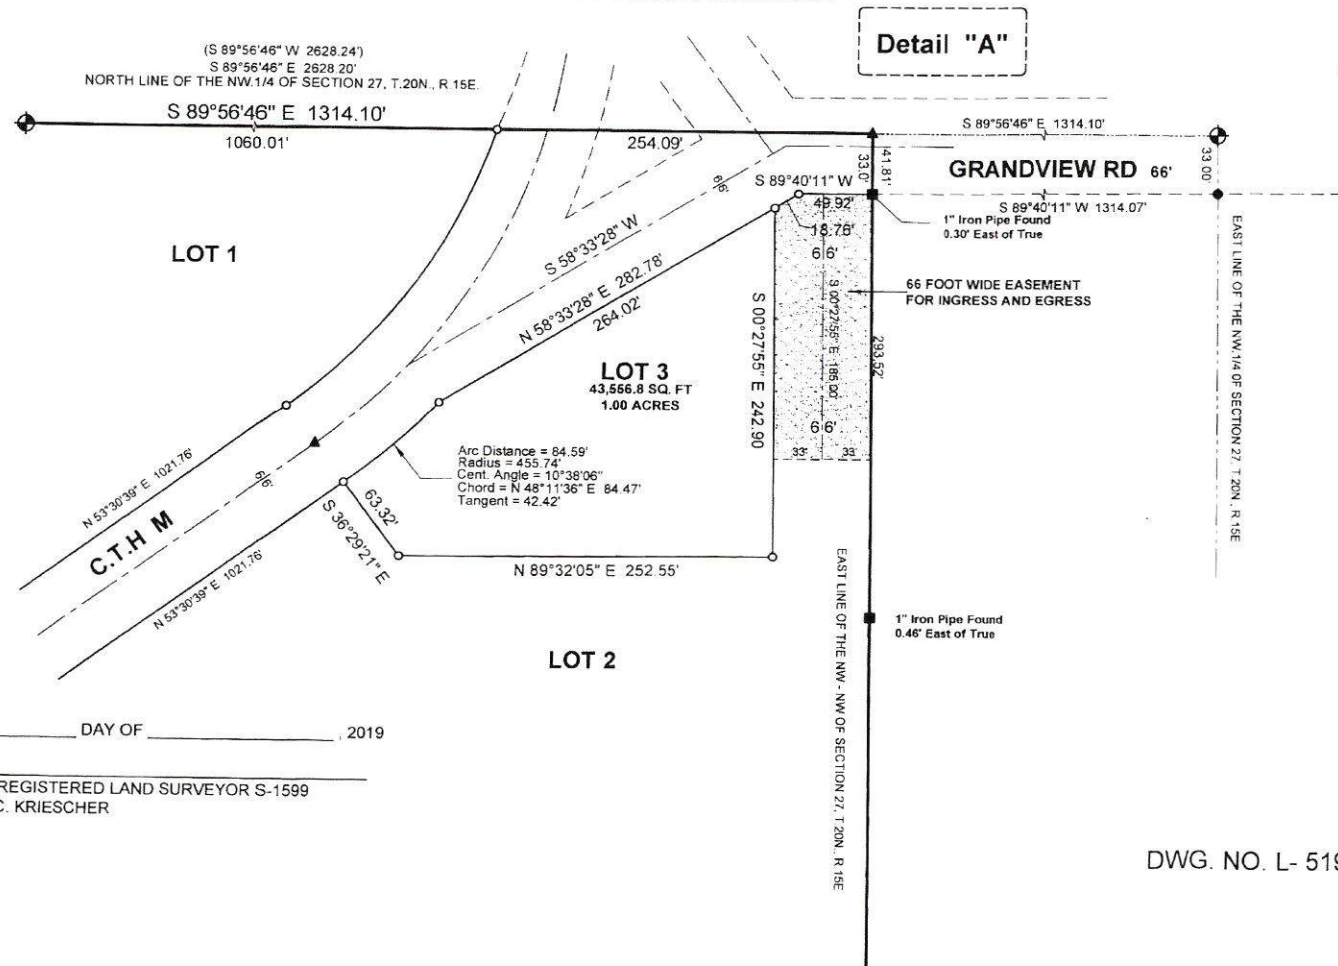 Detail "A"
(S 89°56'46" W 2628.24')
S 89°56'46" E 2628.20'
NORTH LINE OF THE NW.1/4 OF SECTION 27, T.20N., R.15E.
S 89°56'46" E 1314.10'
1060.01'
254.09'
S 89°56'46" E 1314.10'
33.0'
41.81'
GRANDVIEW RD 66'
33.00'
S 89°40'11" W 1314.07'
S 89°40'11" W
49.92'
18.76'
1" Iron Pipe Found
0.30' East of True
LOT 1
66'
S 58°33'28" W
N 58°33'28" E 282.78'
264.02'
66'
66 FOOT WIDE EASEMENT
FOR INGRESS AND EGRESS
S 00°27'55" E 242.90
S 00°27'55" E 185.00'
293.52'
EAST LINE OF THE NW.1/4 OF SECTION 27, T.20N., R.15E
LOT 3
43,556.8 SQ. FT
1.00 ACRES
66'
33'
33'
Arc Distance = 84.59'
Radius = 455.74'
Cent. Angle = 10°38'06"
Chord = N 48°11'36" E 84.47'
Tangent = 42.42'
N 53°30'39" E 1021.76'
66'
C.T.H M
N 53°30'39" E 1021.76'
63.32'
S 36°29'21" E
N 89°32'05" E 252.55'
EAST LINE OF THE NW - NW OF SECTION 27, T.20N., R.15E
1" Iron Pipe Found
0.46' East of True
LOT 2
DAY OF , 2019
REGISTERED LAND SURVEYOR S-1599
C. KRIESCHER
DWG. NO. L- 519